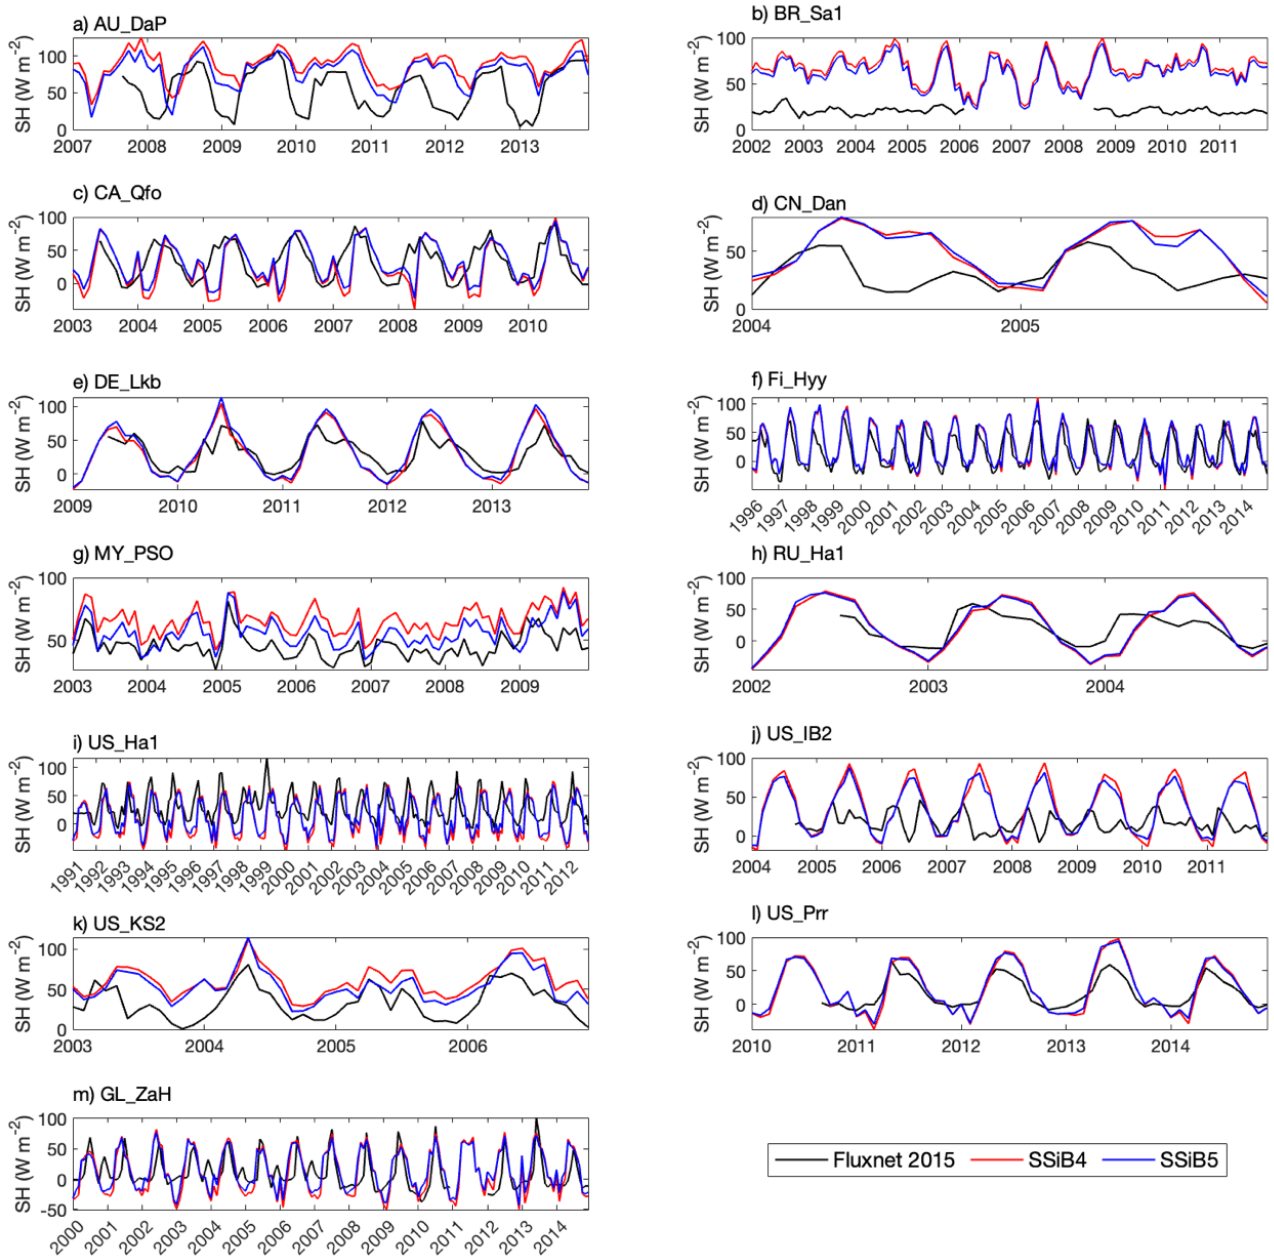 a) AU_DaP
SH (W m-2)
100
50
0
2007 2008 2009 2010 2011 2012 2013
b) BR_Sa1
SH (W m-2)
100
50
0
2002 2003 2004 2005 2006 2007 2008 2009 2010 2011
c) CA_Qfo
SH (W m-2)
100
50
0
2003 2004 2005 2006 2007 2008 2009 2010
d) CN_Dan
SH (W m-2)
50
0
2004 2005
e) DE_Lkb
SH (W m-2)
100
50
0
2009 2010 2011 2012 2013
f) Fi_Hyy
SH (W m-2)
100
50
0
1996 1997 1998 1999 2000 2001 2002 2003 2004 2005 2006 2007 2008 2009 2010 2011 2012 2013 2014
g) MY_PSO
SH (W m-2)
100
50
2003 2004 2005 2006 2007 2008 2009
h) RU_Ha1
SH (W m-2)
100
50
0
2002 2003 2004
i) US_Ha1
SH (W m-2)
100
50
0
1991 1992 1993 1994 1995 1996 1997 1998 1999 2000 2001 2002 2003 2004 2005 2006 2007 2008 2009 2010 2011 2012
j) US_IB2
SH (W m-2)
100
50
0
2004 2005 2006 2007 2008 2009 2010 2011
k) US_KS2
SH (W m-2)
100
50
0
2003 2004 2005 2006
l) US_Prr
SH (W m-2)
100
50
0
2010 2011 2012 2013 2014
m) GL_ZaH
SH (W m-2)
100
50
0
-50
2000 2001 2002 2003 2004 2005 2006 2007 2008 2009 2010 2011 2012 2013 2014
Fluxnet 2015 SSiB4 SSiB5